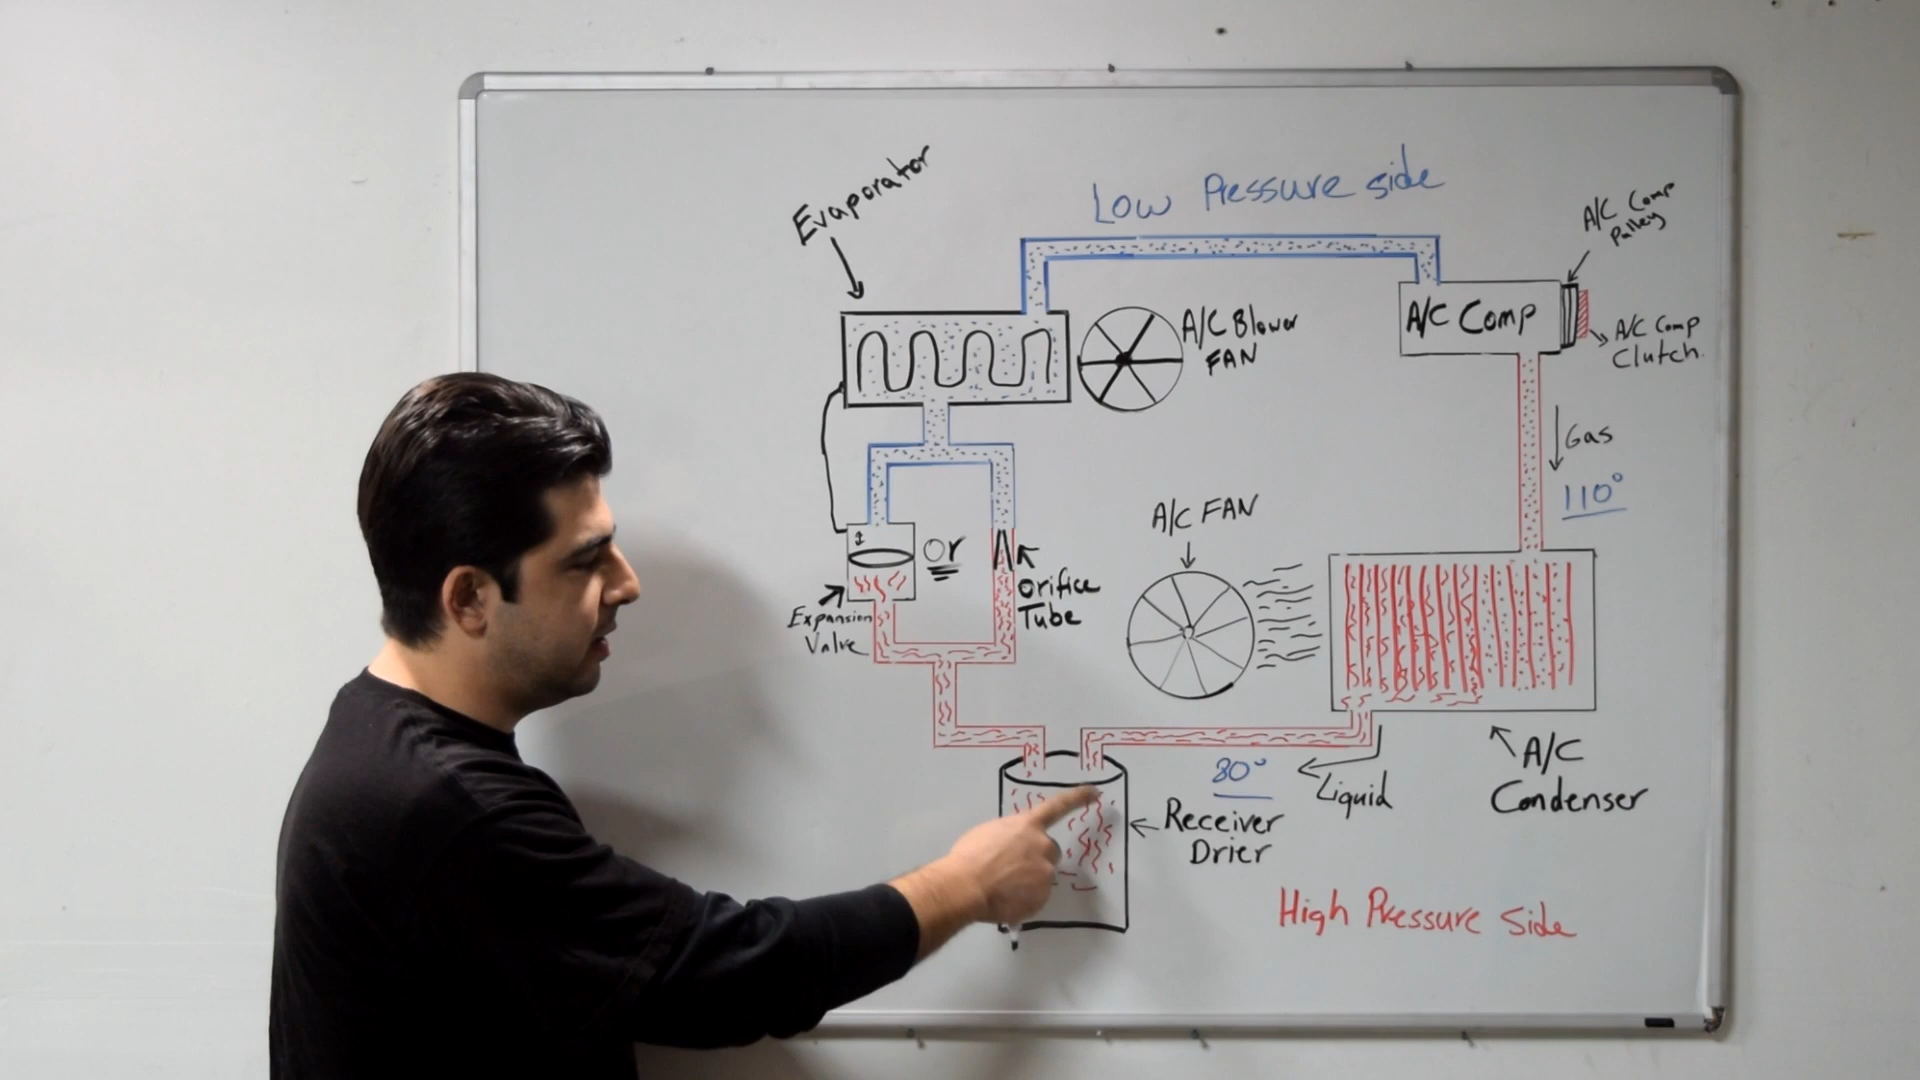 Evaporator
Low Pressure side
A/C Comp
Pulley
A/C Comp
A/C Comp
Clutch.
A/C Blower
FAN
Gas
110°
A/C FAN
Or
Orifice
Tube
Expansion
Valve
80°
Liquid
A/C
Condenser
Receiver
Drier
High Pressure Side